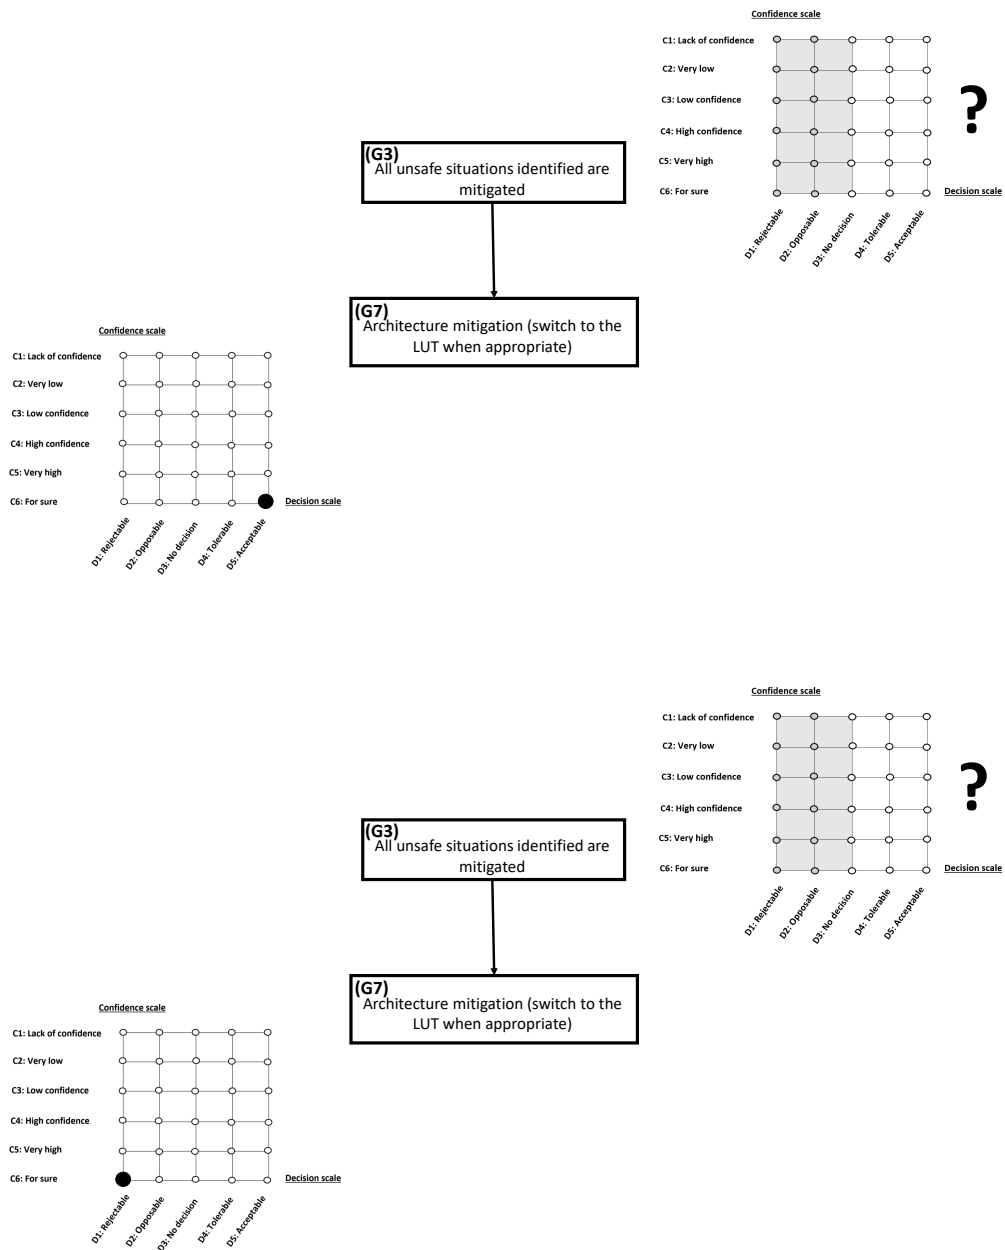 Confidence scale
C1: Lack of confidence
C2: Very low
C3: Low confidence
C4: High confidence
C5: Very high
C6: For sure
Decision scale
D1: Rejectable
D2: Opposable
D3: No decision
D4: Tolerable
D5: Acceptable
?
(G3)
All unsafe situations identified are
mitigated
(G7)
Architecture mitigation (switch to the
LUT when appropriate)
Confidence scale
C1: Lack of confidence
C2: Very low
C3: Low confidence
C4: High confidence
C5: Very high
C6: For sure
Decision scale
D1: Rejectable
D2: Opposable
D3: No decision
D4: Tolerable
D5: Acceptable
Confidence scale
C1: Lack of confidence
C2: Very low
C3: Low confidence
C4: High confidence
C5: Very high
C6: For sure
Decision scale
D1: Rejectable
D2: Opposable
D3: No decision
D4: Tolerable
D5: Acceptable
?
(G3)
All unsafe situations identified are
mitigated
(G7)
Architecture mitigation (switch to the
LUT when appropriate)
Confidence scale
C1: Lack of confidence
C2: Very low
C3: Low confidence
C4: High confidence
C5: Very high
C6: For sure
Decision scale
D1: Rejectable
D2: Opposable
D3: No decision
D4: Tolerable
D5: Acceptable